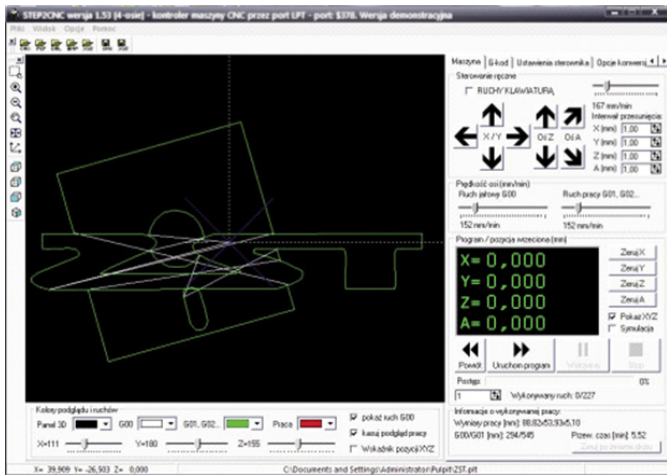 STEP2CNC wersja 1.53 [4-osie] - kontroler maszyny CNC przez port LPT - port: $378. Wersja demonstracyjna
Pliki Widok Opcje Pomoc
Maszyna G-kod Ustawienia sterownika Opcje konwersji
Sterowanie ręczne
RUCHY KLAWIATURĄ
167 mm/min
Interwał przesunięcia:
X (mm) 1,00
Y (mm) 1,00
Z (mm) 1,00
A (mm) 1,00
X / Y Oś Z Oś A
Prędkość osi (mm/min)
Ruch jałowy G00 Ruch pracy G01, G02...
152 mm/min 152 mm/min
Program / pozycja wrzeciona (mm)
X= 0,000
Y= 0,000
Z= 0,000
A= 0,000
Zeruj X
Zeruj Y
Zeruj Z
Zeruj A
Pokaż XYZ
Symulacja
Powrót Uruchom program Wstrzymaj Stop
Postęp: 0%
1 Wykonywany ruch: 0/227
Informacje o wykonywanej pracy:
Wymiary pracy (mm): 88,82x53,93x5,10
G00/G01 (mm): 294/545 Przew. czas (min): 5,52
Kolory podglądu i ruchów
Panel 3D G00 G01, G02... Praca
X=111 Y=180 Z=155
pokaż ruch G00
kasuj podgląd pracy
Wskaźnik pozycji XYZ
X= 39,909 Y= -26,503 Z= 0,000 C:\Documents and Settings\Administrator\Pulpit\ZST.plt